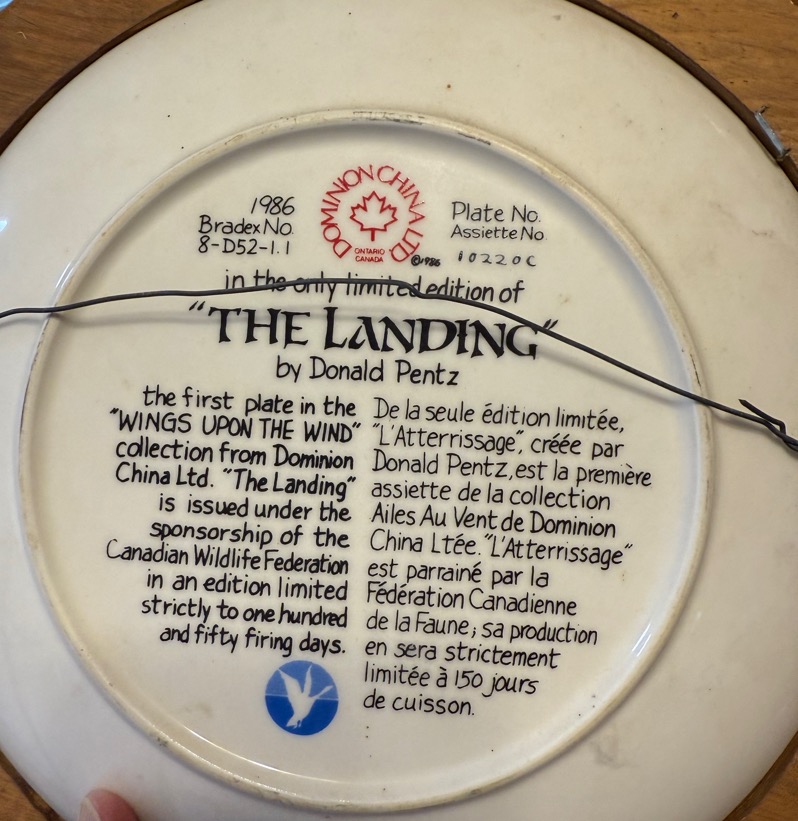 1986
Bradex No.
8-D52-1.1
DOMINION CHINA LTD.
ONTARIO
CANADA
©1986
Plate No.
Assiette No.
10220C
in the only limited edition of
"THE LANDING"
by Donald Pentz
the first plate in the
"WINGS UPON THE WIND"
collection from Dominion
China Ltd. "The Landing"
is issued under the
sponsorship of the
Canadian Wildlife Federation
in an edition limited
strictly to one hundred
and fifty firing days.
De la seule édition limitée,
"L'Atterrissage", créée par
Donald Pentz, est la première
assiette de la collection
Ailes Au Vent de Dominion
China Ltée. "L'Atterrissage"
est parrainé par la
Fédération Canadienne
de la Faune; sa production
en sera strictement
limitée à 150 jours
de cuisson.